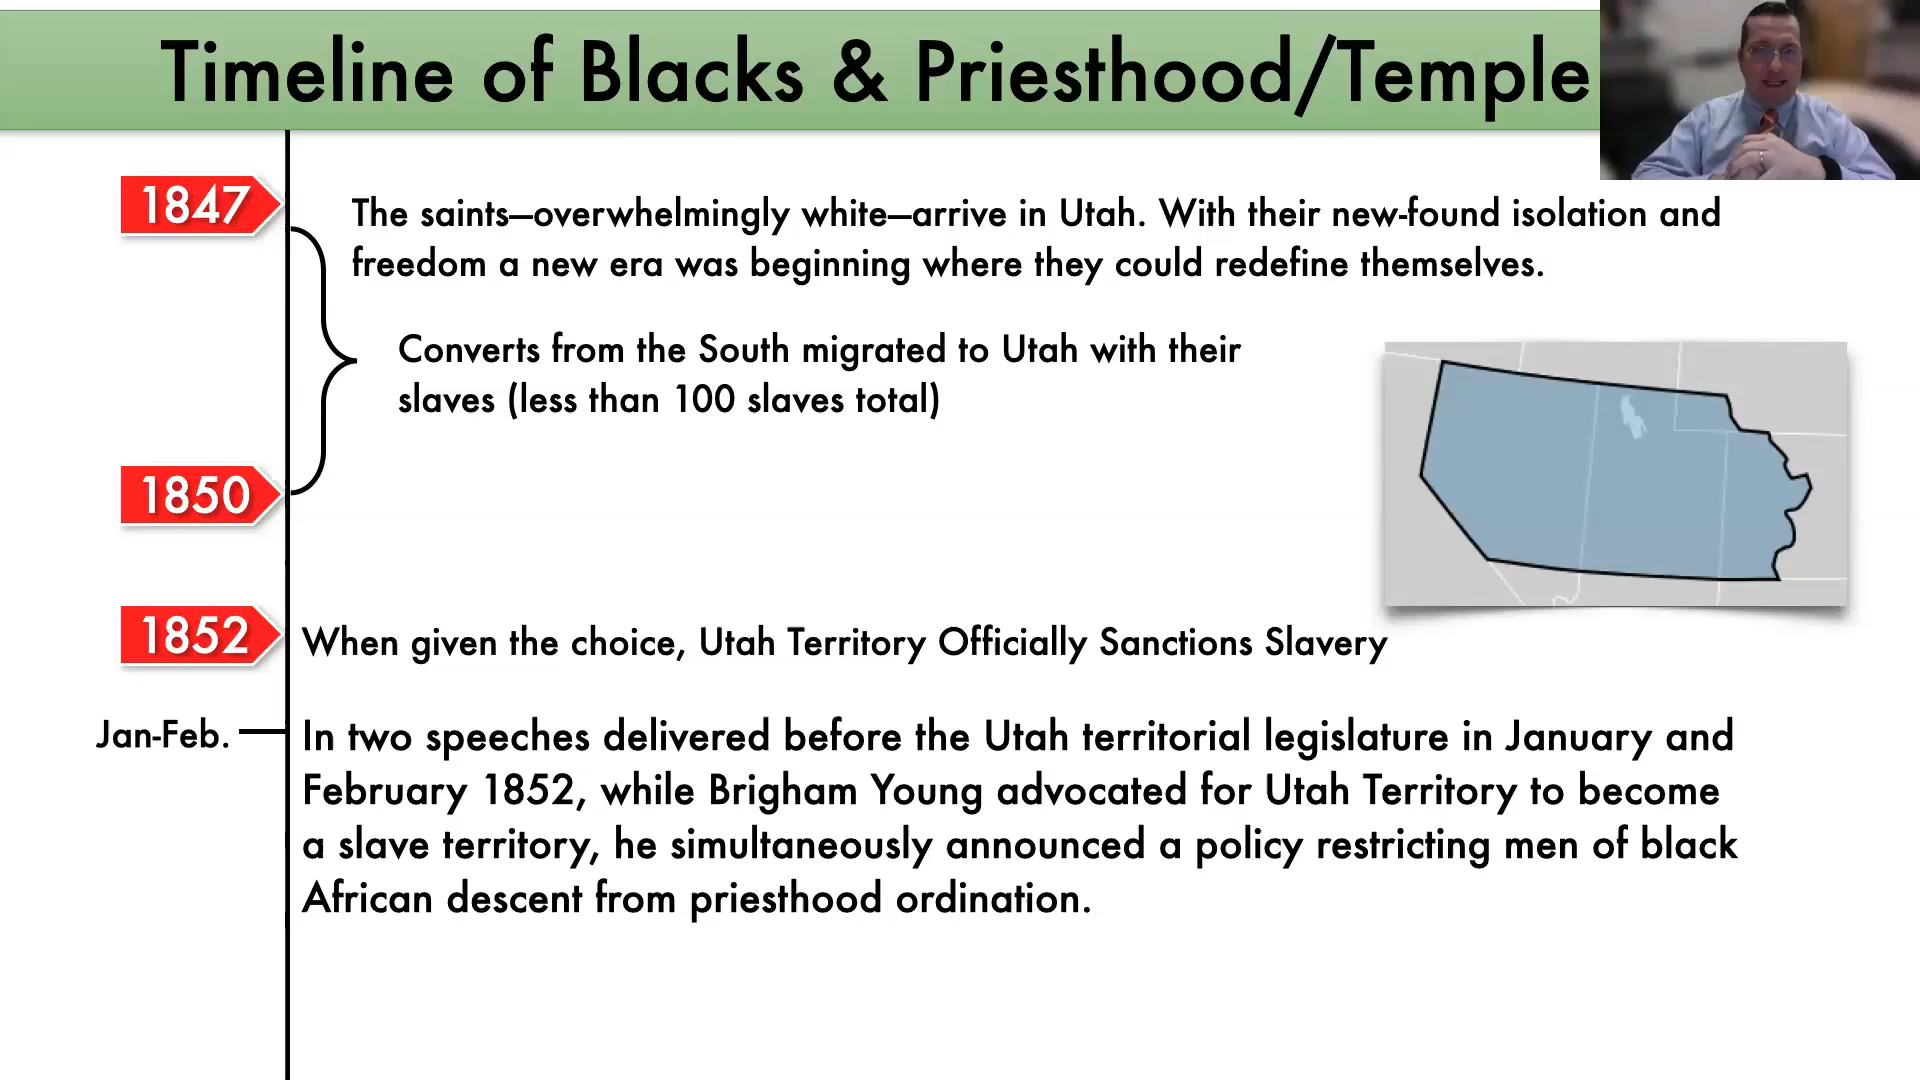 Timeline of Blacks & Priesthood/Temple
1847
The saints—overwhelmingly white—arrive in Utah. With their new-found isolation and
freedom a new era was beginning where they could redefine themselves.
Converts from the South migrated to Utah with their
slaves (less than 100 slaves total)
1850
1852
When given the choice, Utah Territory Officially Sanctions Slavery
Jan-Feb.
In two speeches delivered before the Utah territorial legislature in January and
February 1852, while Brigham Young advocated for Utah Territory to become
a slave territory, he simultaneously announced a policy restricting men of black
African descent from priesthood ordination.